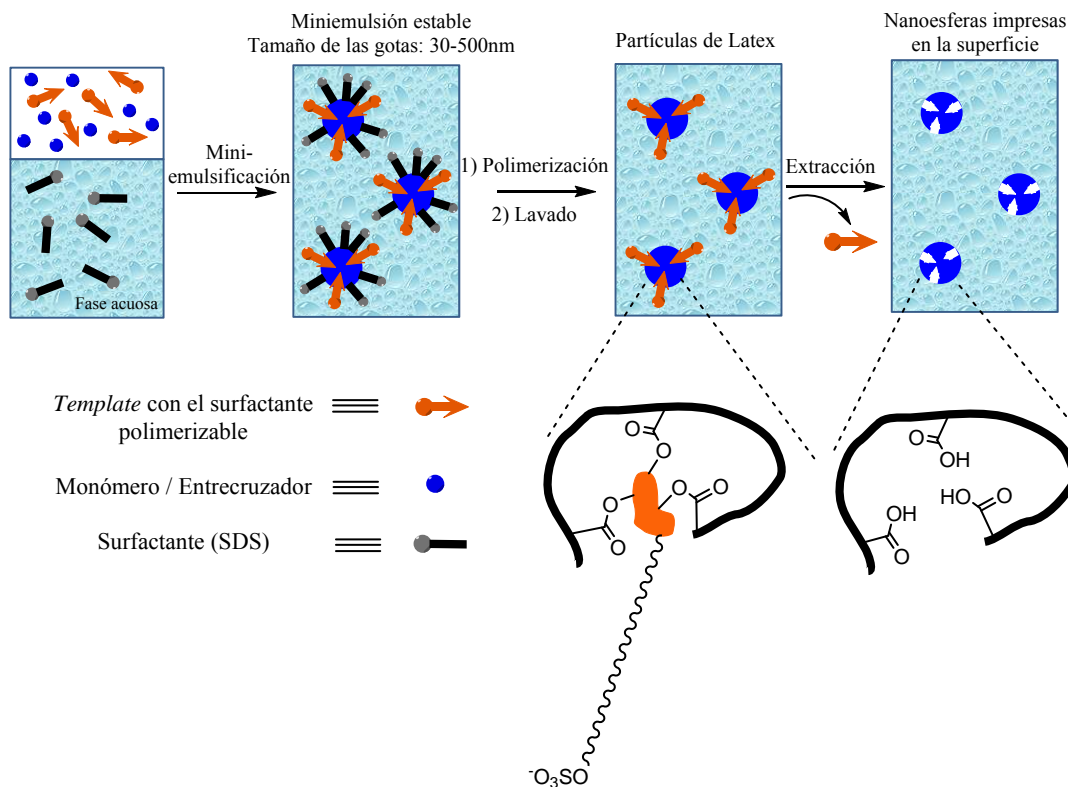 Miniemulsión estable
Tamaño de las gotas: 30-500nm
Partículas de Latex
Nanoesferas impresas
en la superficie
Mini-
emulsificación
1) Polimerización
2) Lavado
Extracción
Fase acuosa
Template con el surfactante
polimerizable
Monómero / Entrecruzador
Surfactante (SDS)
O
O
O
O
O
O
O
OH
HO
O
OH
O
⁻O₃SO